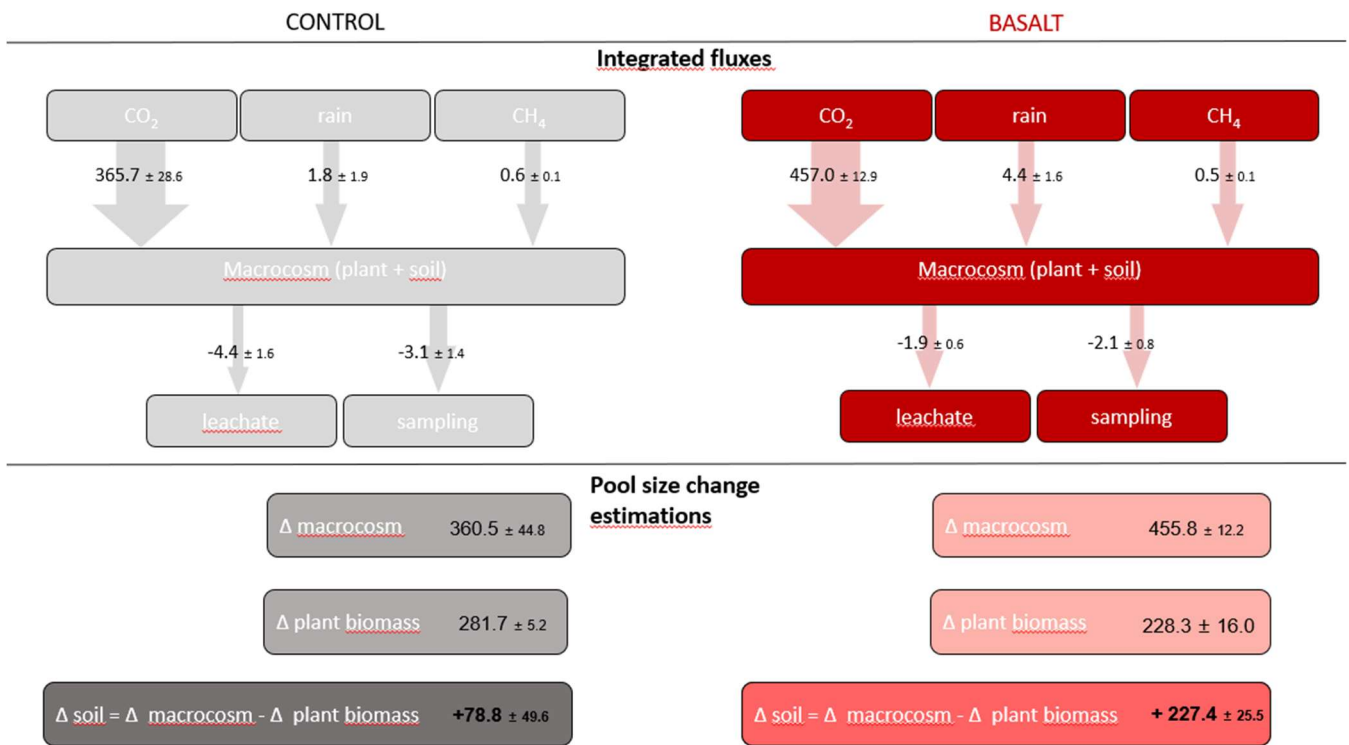 CONTROL BASALT
Integrated fluxes
CO₂ rain CH₄ CO₂ rain CH₄
365.7 ± 28.6 1.8 ± 1.9 0.6 ± 0.1 457.0 ± 12.9 4.4 ± 1.6 0.5 ± 0.1
Macrocosm (plant + soil) Macrocosm (plant + soil)
-4.4 ± 1.6 -3.1 ± 1.4 -1.9 ± 0.6 -2.1 ± 0.8
leachate sampling leachate sampling
Pool size change
estimations
Δ macrocosm 360.5 ± 44.8 Δ macrocosm 455.8 ± 12.2
Δ plant biomass 281.7 ± 5.2 Δ plant biomass 228.3 ± 16.0
Δ soil = Δ macrocosm - Δ plant biomass +78.8 ± 49.6 Δ soil = Δ macrocosm - Δ plant biomass + 227.4 ± 25.5